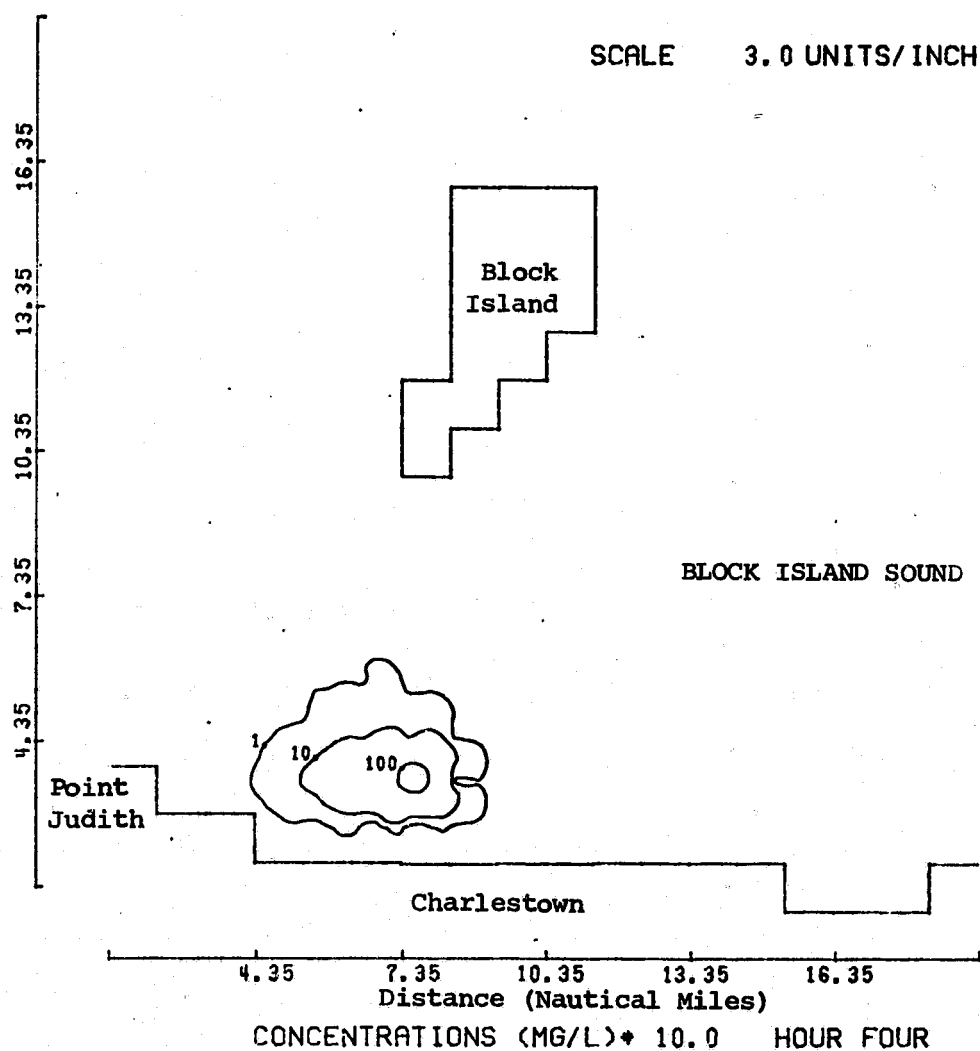 SCALE 3.0 UNITS/INCH
16.35
13.35
10.35
7.35
4.35
Block
Island
BLOCK ISLAND SOUND
1
10
100
Point
Judith
Charlestown
4.35 7.35 10.35 13.35 16.35
Distance (Nautical Miles)
CONCENTRATIONS (MG/L)* 10.0 HOUR FOUR